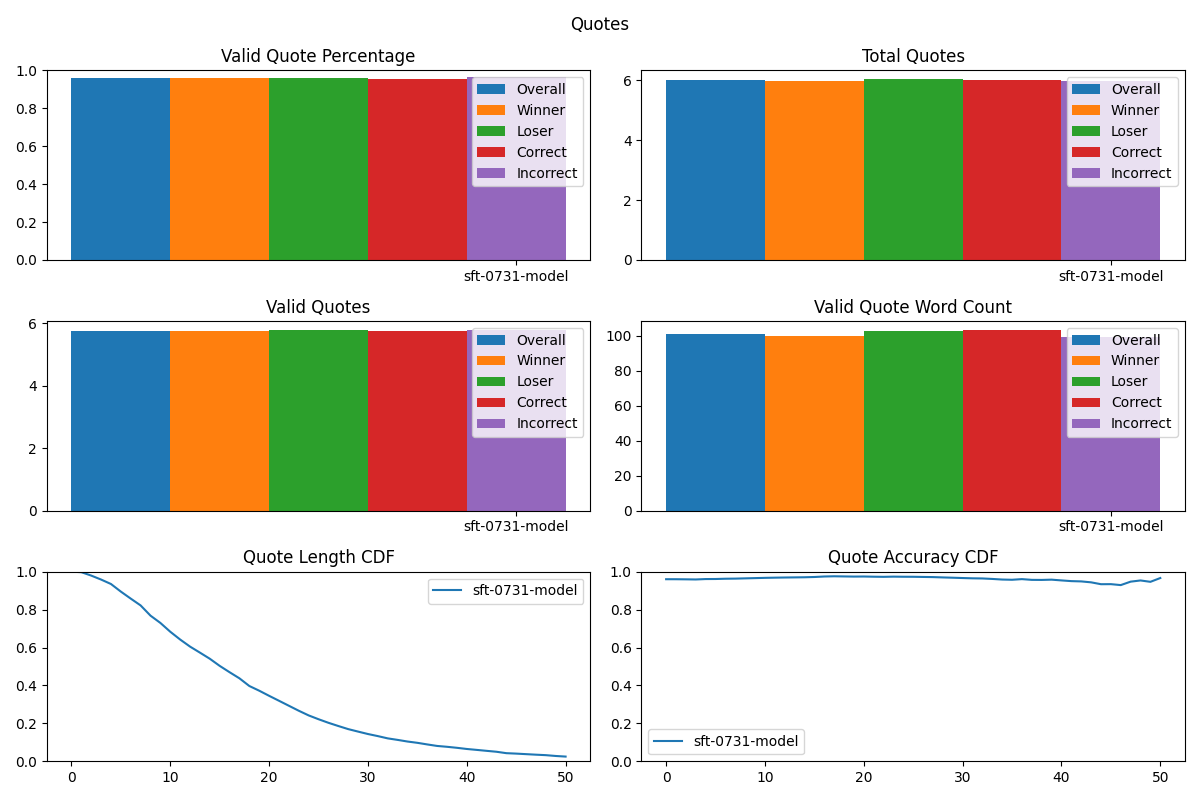 Quotes
Valid Quote Percentage
1.0
0.8
0.6
0.4
0.2
0.0
Overall
Winner
Loser
Correct
Incorrect
sft-0731-model
Total Quotes
6
4
2
0
Overall
Winner
Loser
Correct
Incorrect
sft-0731-model
Valid Quotes
6
4
2
0
Overall
Winner
Loser
Correct
Incorrect
sft-0731-model
Valid Quote Word Count
100
80
60
40
20
0
Overall
Winner
Loser
Correct
Incorrect
sft-0731-model
Quote Length CDF
1.0
0.8
0.6
0.4
0.2
0.0
sft-0731-model
0 10 20 30 40 50
Quote Accuracy CDF
1.0
0.8
0.6
0.4
0.2
0.0
sft-0731-model
0 10 20 30 40 50